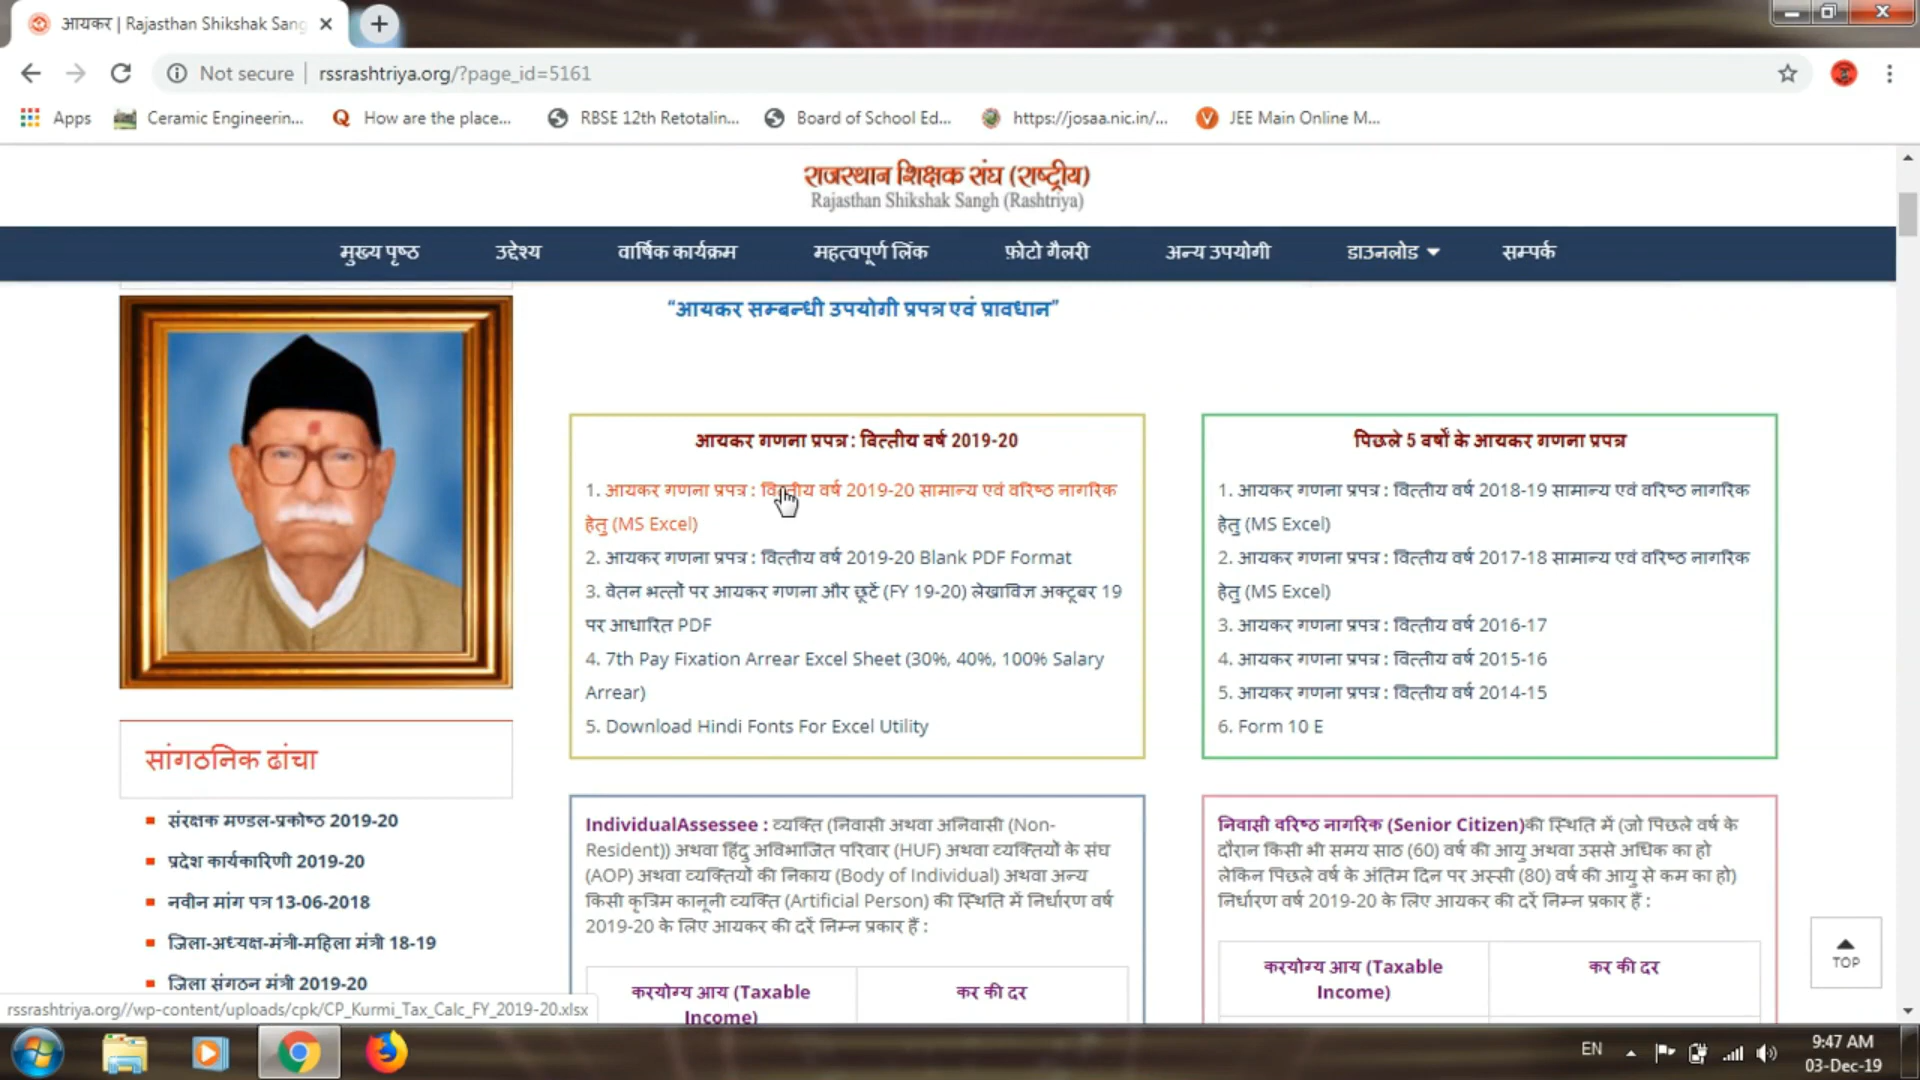 आयकर | Rajasthan Shikshak Sang
Not secure | rssrashtriya.org/?page_id=5161
Apps
Ceramic Engineerin...
How are the place...
RBSE 12th Retotalin...
Board of School Ed...
https://josaa.nic.in/...
JEE Main Online M...
राजस्थान शिक्षक संघ (राष्ट्रीय)
Rajasthan Shikshak Sangh (Rashtriya)
मुख्य पृष्ठ
उद्देश्य
वार्षिक कार्यक्रम
महत्वपूर्ण लिंक
फ़ोटो गैलरी
अन्य उपयोगी
डाउनलोड
सम्पर्क
“आयकर सम्बन्धी उपयोगी प्रपत्र एवं प्रावधान”
आयकर गणना प्रपत्र : वित्तीय वर्ष 2019-20
1. आयकर गणना प्रपत्र : वित्तीय वर्ष 2019-20 सामान्य एवं वरिष्ठ नागरिक
हेतु (MS Excel)
2. आयकर गणना प्रपत्र : वित्तीय वर्ष 2019-20 Blank PDF Format
3. वेतन भत्तों पर आयकर गणना और छूटें (FY 19-20) लेखाविज्ञ अक्टूबर 19
पर आधारित PDF
4. 7th Pay Fixation Arrear Excel Sheet (30%, 40%, 100% Salary
Arrear)
5. Download Hindi Fonts For Excel Utility
पिछले 5 वर्षों के आयकर गणना प्रपत्र
1. आयकर गणना प्रपत्र : वित्तीय वर्ष 2018-19 सामान्य एवं वरिष्ठ नागरिक
हेतु (MS Excel)
2. आयकर गणना प्रपत्र : वित्तीय वर्ष 2017-18 सामान्य एवं वरिष्ठ नागरिक
हेतु (MS Excel)
3. आयकर गणना प्रपत्र : वित्तीय वर्ष 2016-17
4. आयकर गणना प्रपत्र : वित्तीय वर्ष 2015-16
5. आयकर गणना प्रपत्र : वित्तीय वर्ष 2014-15
6. Form 10 E
सांगठनिक ढांचा
संरक्षक मण्डल-प्रकोष्ठ 2019-20
प्रदेश कार्यकारिणी 2019-20
नवीन मांग पत्र 13-06-2018
जिला-अध्यक्ष-मंत्री-महिला मंत्री 18-19
जिला संगठन मंत्री 2019-20
IndividualAssessee : व्यक्ति (निवासी अथवा अनिवासी (Non-
Resident)) अथवा हिंदू अविभाजित परिवार (HUF) अथवा व्यक्तियों के संघ
(AOP) अथवा व्यक्तियों की निकाय (Body of Individual) अथवा अन्य
किसी कृत्रिम कानूनी व्यक्ति (Artificial Person) की स्थिति में निर्धारण वर्ष
2019-20 के लिए आयकर की दरें निम्न प्रकार हैं :
करयोग्य आय (Taxable
Income)
कर की दर
निवासी वरिष्ठ नागरिक (Senior Citizen)की स्थिति में (जो पिछले वर्ष के
दौरान किसी भी समय साठ (60) वर्ष की आयु अथवा उससे अधिक का हो
लेकिन पिछले वर्ष के अंतिम दिन पर अस्सी (80) वर्ष की आयु से कम का हो)
निर्धारण वर्ष 2019-20 के लिए आयकर की दरें निम्न प्रकार हैं :
करयोग्य आय (Taxable
Income)
कर की दर
TOP
rssrashtriya.org//wp-content/uploads/cpk/CP_Kurmi_Tax_Calc_FY_2019-20.xlsx
EN
9:47 AM
03-Dec-19